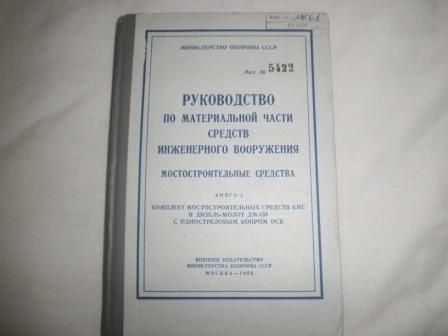 МИНИСТЕРСТВО ОБОРОНЫ СССР
Экз. № 5422
РУКОВОДСТВО
ПО МАТЕРИАЛЬНОЙ ЧАСТИ
СРЕДСТВ
ИНЖЕНЕРНОГО ВООРУЖЕНИЯ
МОСТОСТРОИТЕЛЬНЫЕ СРЕДСТВА
КНИГА 1
КОМПЛЕКТ МОСТОСТРОИТЕЛЬНЫХ СРЕДСТВ КМС
И ДИЗЕЛЬ-МОЛОТ ДМ-150
С ОДНОСТРЕЛОВЫМ КОПРОМ ОСК
ВОЕННОЕ ИЗДАТЕЛЬСТВО
МИНИСТЕРСТВА ОБОРОНЫ СССР
МОСКВА